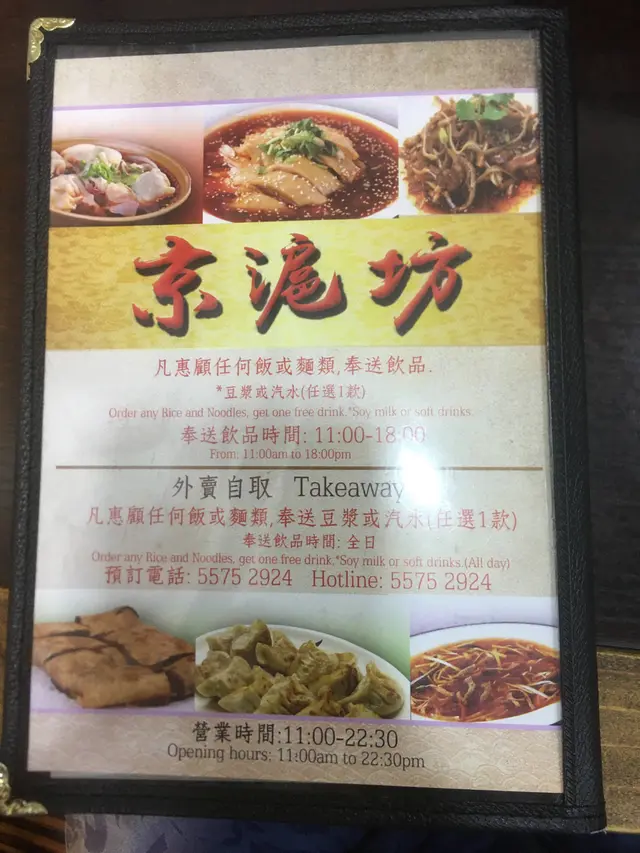 京滬坊
凡惠顧任何飯或麵類,奉送飲品.
*豆漿或汽水(任選1款)
Order any Rice and Noodles, get one free drink.*Soy milk or soft drinks.
奉送飲品時間: 11:00-18:00
From: 11:00am to 18:00pm
外賣自取 Takeaway
凡惠顧任何飯或麵類,奉送豆漿或汽水(任選1款)
奉送飲品時間: 全日
Order any Rice and Noodles, get one free drink.*Soy milk or soft drinks.(All day)
預訂電話: 5575 2924 Hotline: 5575 2924
營業時間:11:00-22:30
Opening hours: 11:00am to 22:30pm